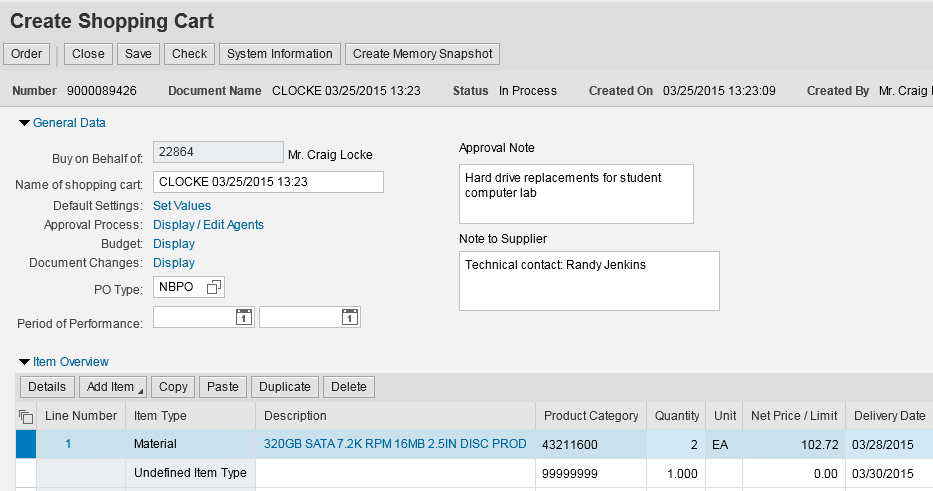 Create Shopping Cart
Order Close Save Check System Information Create Memory Snapshot
Number 9000089426 Document Name CLOCKE 03/25/2015 13:23 Status In Process Created On 03/25/2015 13:23:09 Created By Mr. Craig
General Data
Buy on Behalf of: 22864 Mr. Craig Locke
Name of shopping cart: CLOCKE 03/25/2015 13:23
Default Settings: Set Values
Approval Process: Display / Edit Agents
Budget: Display
Document Changes: Display
PO Type: NBPO
Period of Performance: 1 1
Approval Note
Hard drive replacements for student
computer lab
Note to Supplier
Technical contact: Randy Jenkins
Item Overview
Details Add Item Copy Paste Duplicate Delete
Line Number Item Type Description Product Category Quantity Unit Net Price / Limit Delivery Date
1 Material 320GB SATA 7.2K RPM 16MB 2.5IN DISC PROD 43211600 2 EA 102.72 03/28/2015
Undefined Item Type 99999999 1.000 0.00 03/30/2015